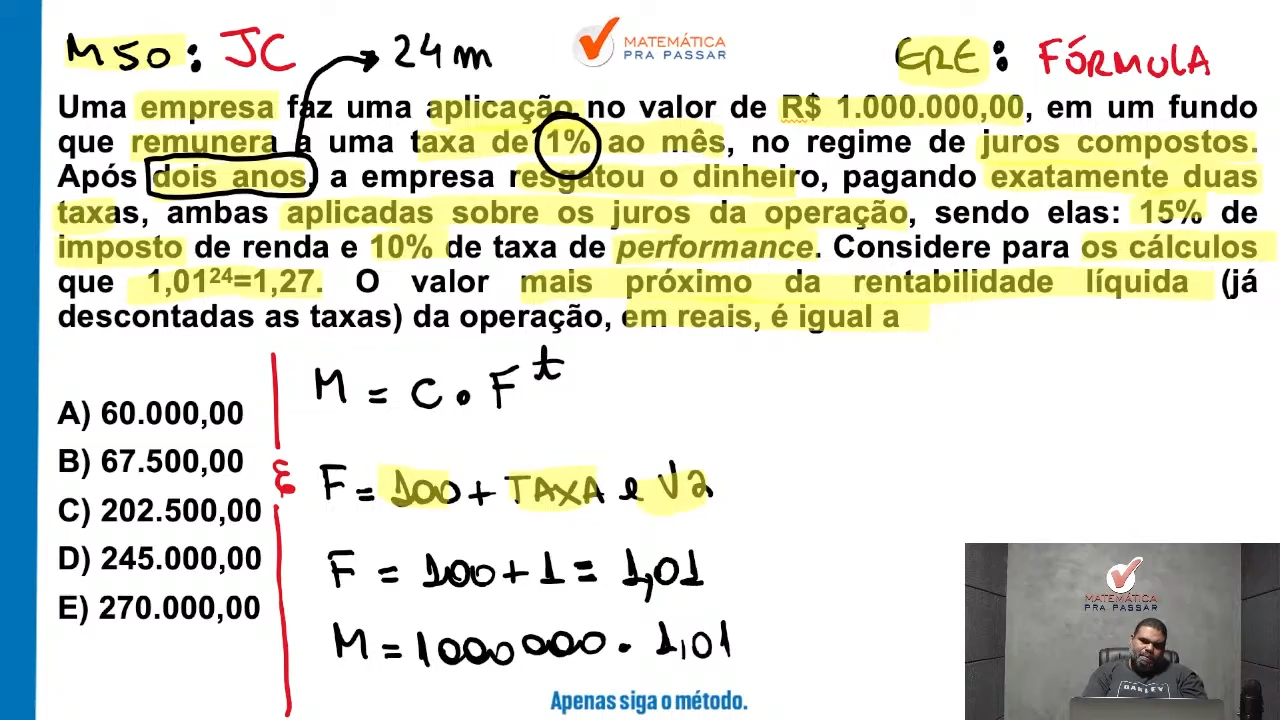 M50: JC
24m
MATEMÁTICA
PRA PASSAR
ERE: FÓRMULA
Uma empresa faz uma aplicação no valor de R$ 1.000.000,00, em um fundo
que remunera a uma taxa de 1% ao mês, no regime de juros compostos.
Após dois anos, a empresa resgatou o dinheiro, pagando exatamente duas
taxas, ambas aplicadas sobre os juros da operação, sendo elas: 15% de
imposto de renda e 10% de taxa de performance. Considere para os cálculos
que 1,01²⁴=1,27. O valor mais próximo da rentabilidade líquida (já
descontadas as taxas) da operação, em reais, é igual a
A) 60.000,00
B) 67.500,00
C) 202.500,00
D) 245.000,00
E) 270.000,00
M = C . F^t
F = 100 + TAXA e √2
F = 100 + 1 = 1,01
M = 1000 000 . 1,01
Apenas siga o método.
MATEMÁTICA
PRA PASSAR
OAKLEY